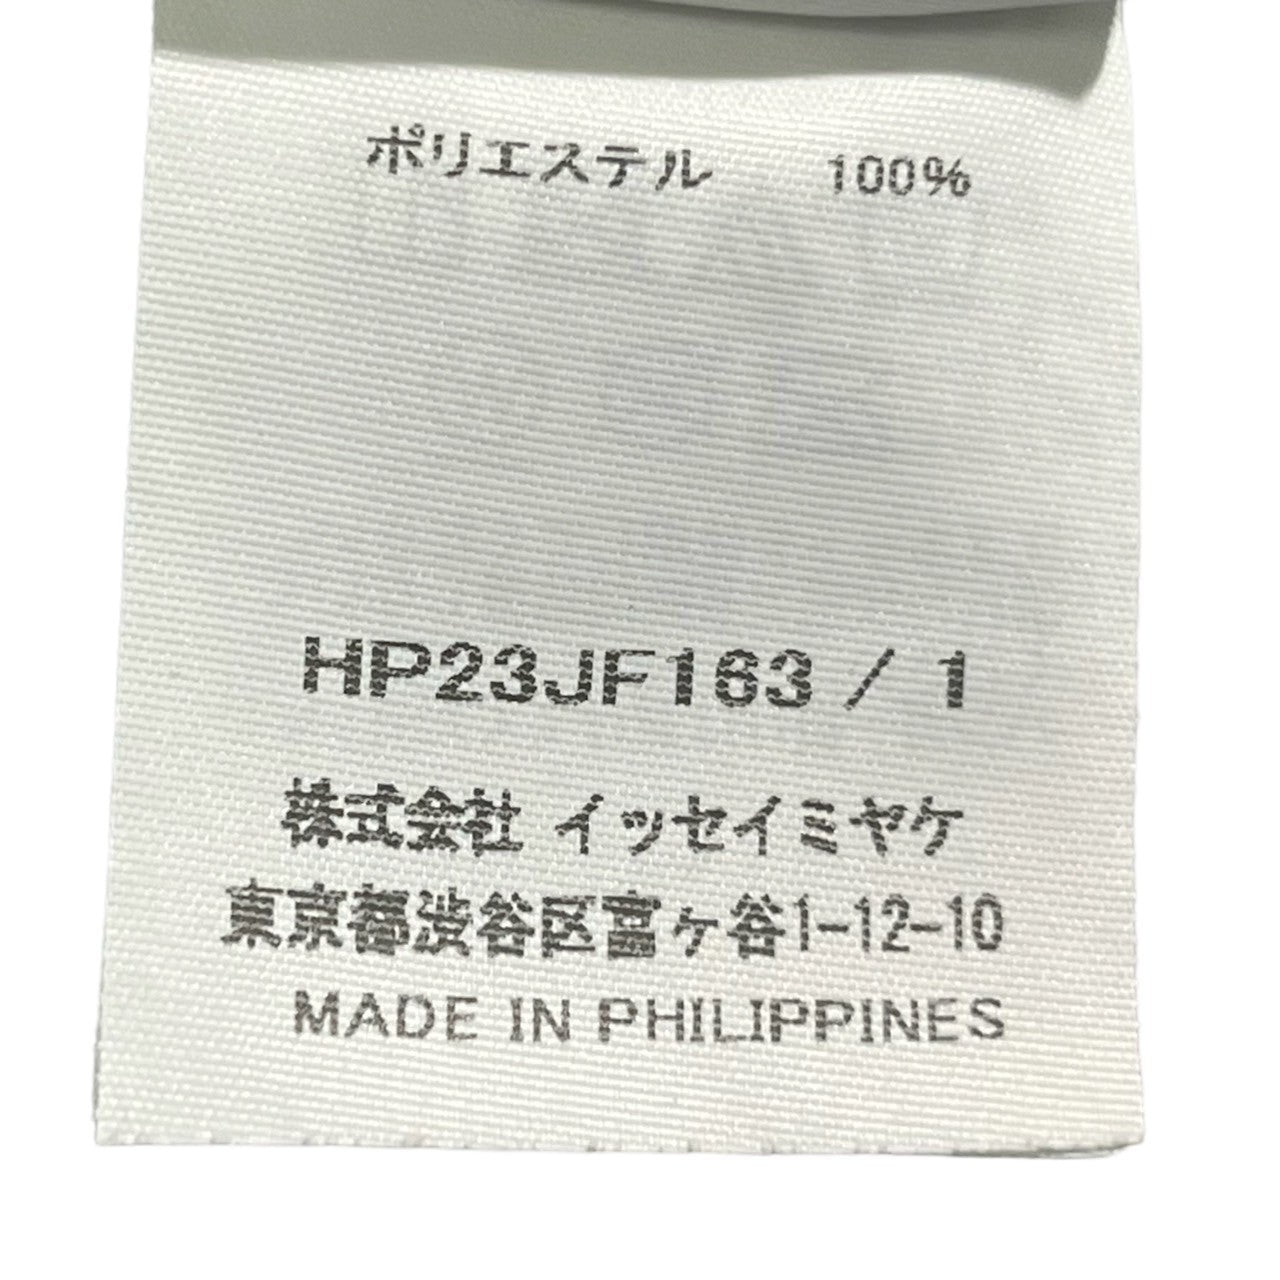 ポリエステル 100%
HP23JF163 / 1
株式会社 イッセイミヤケ
東京都渋谷区富ヶ谷1-12-10
MADE IN PHILIPPINES